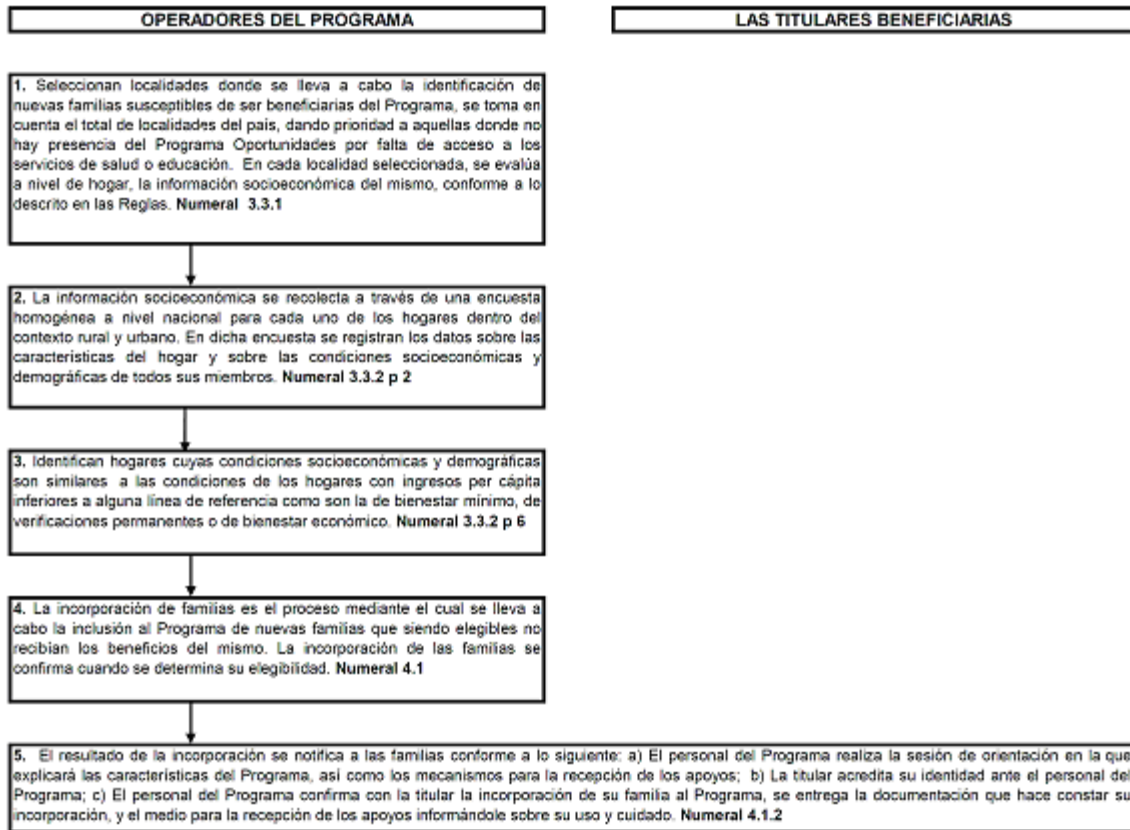 OPERADORES DEL PROGRAMA
LAS TITULARES BENEFICIARIAS
1. Seleccionan localidades donde se lleva a cabo la identificación de
nuevas familias susceptibles de ser beneficiarias del Programa, se toma en
cuenta el total de localidades del país, dando prioridad a aquellas donde no
hay presencia del Programa Oportunidades por falta de acceso a los
servicios de salud o educación. En cada localidad seleccionada, se evalúa
a nivel de hogar, la información socioeconómica del mismo, conforme a lo
descrito en las Reglas. Numeral 3.3.1
2. La información socioeconómica se recolecta a través de una encuesta
homogénea a nivel nacional para cada uno de los hogares dentro del
contexto rural y urbano. En dicha encuesta se registran los datos sobre las
características del hogar y sobre las condiciones socioeconómicas y
demográficas de todos sus miembros. Numeral 3.3.2 p 2
3. Identifican hogares cuyas condiciones socioeconómicas y demográficas
son similares a las condiciones de los hogares con ingresos per cápita
inferiores a alguna línea de referencia como son la de bienestar mínimo, de
verificaciones permanentes o de bienestar económico. Numeral 3.3.2 p 6
4. La incorporación de familias es el proceso mediante el cual se lleva a
cabo la inclusión al Programa de nuevas familias que siendo elegibles no
recibian los beneficios del mismo. La incorporación de las familias se
confirma cuando se determina su elegibilidad. Numeral 4.1
5. El resultado de la incorporación se notifica a las familias conforme a lo siguiente: a) El personal del Programa realiza la sesión de orientación en la que
explicará las características del Programa, así como los mecanismos para la recepción de los apoyos; b) La titular acredita su identidad ante el personal del
Programa; c) El personal del Programa confirma con la titular la incorporación de su familia al Programa, se entrega la documentación que hace constar su
incorporación, y el medio para la recepción de los apoyos informándole sobre su uso y cuidado. Numeral 4.1.2